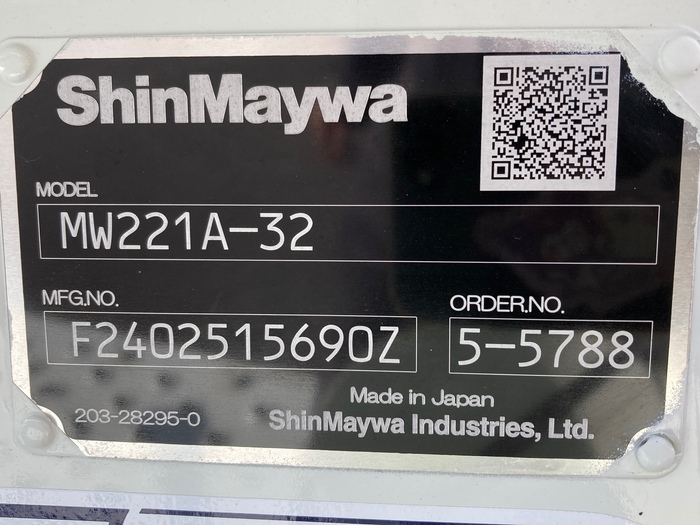 ShinMaywa
MODEL
MW221A-32
MFG.NO.
F2402515690Z
ORDER.NO.
5-5788
Made in Japan
203-28295-0
ShinMaywa Industries, Ltd.